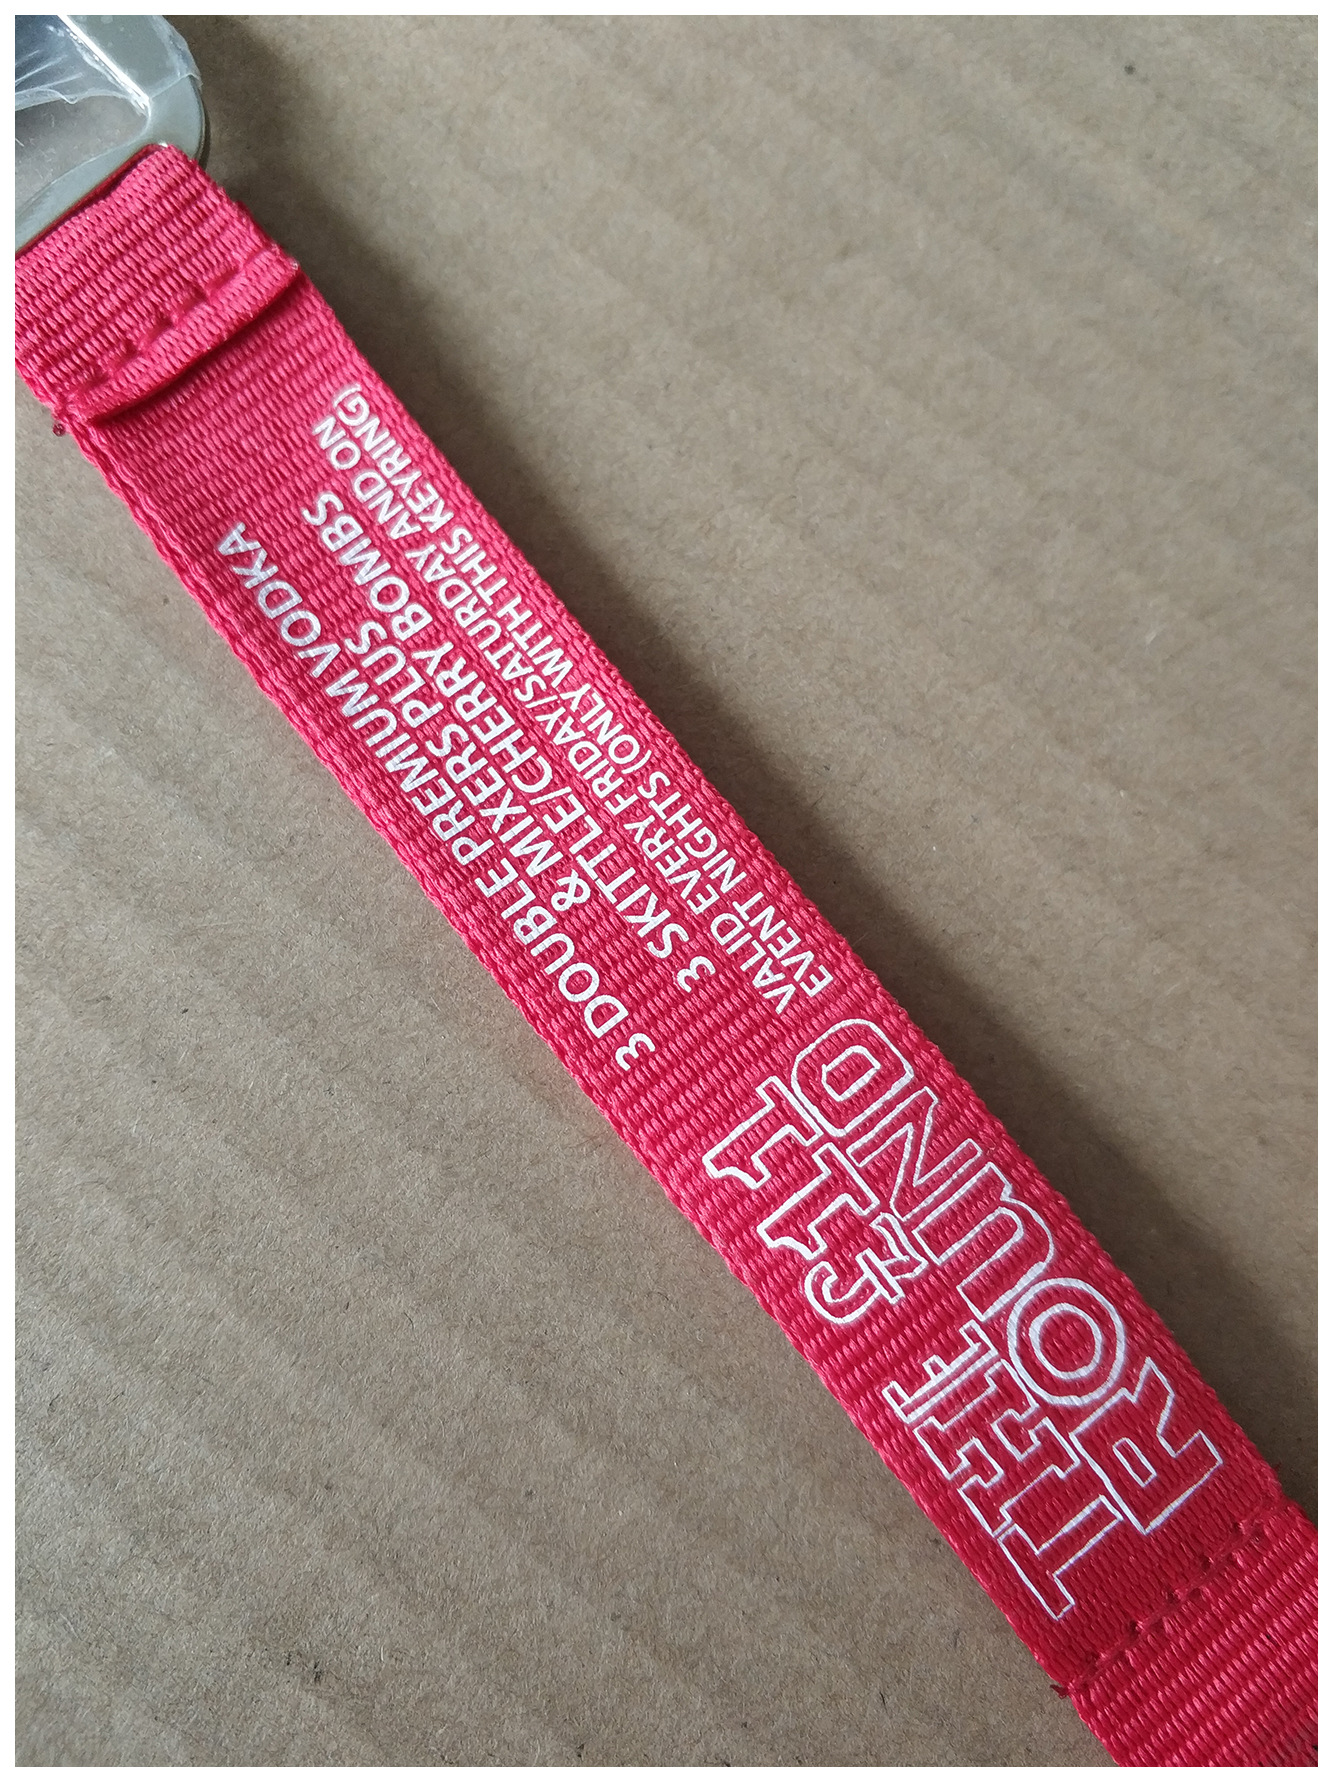 THE £11
ROUND
3 DOUBLE PREMIUM VODKA
& MIXERS PLUS
3 SKITTLE/CHERRY BOMBS
VALID EVERY FRIDAY/SATURDAY AND ON
EVENT NIGHTS (ONLY WITH THIS KEYRING)